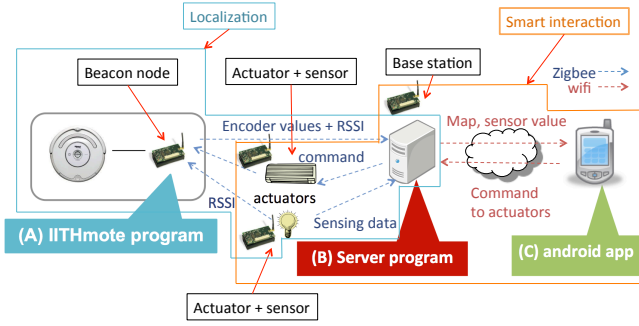 Localization
Smart interaction
Beacon node
Actuator + sensor
Base station
Zigbee
wifi
Encoder values + RSSI
Map, sensor value
command
actuators
RSSI
Command
to actuators
Sensing data
(A) IITHmote program
(B) Server program
(C) android app
Actuator + sensor